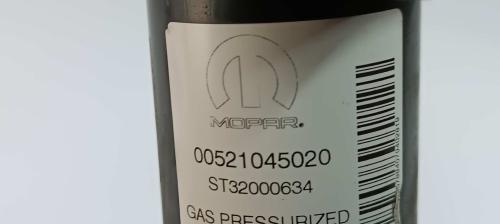 MOPAR®
00521045020
ST32000634
GAS PRESSURIZED